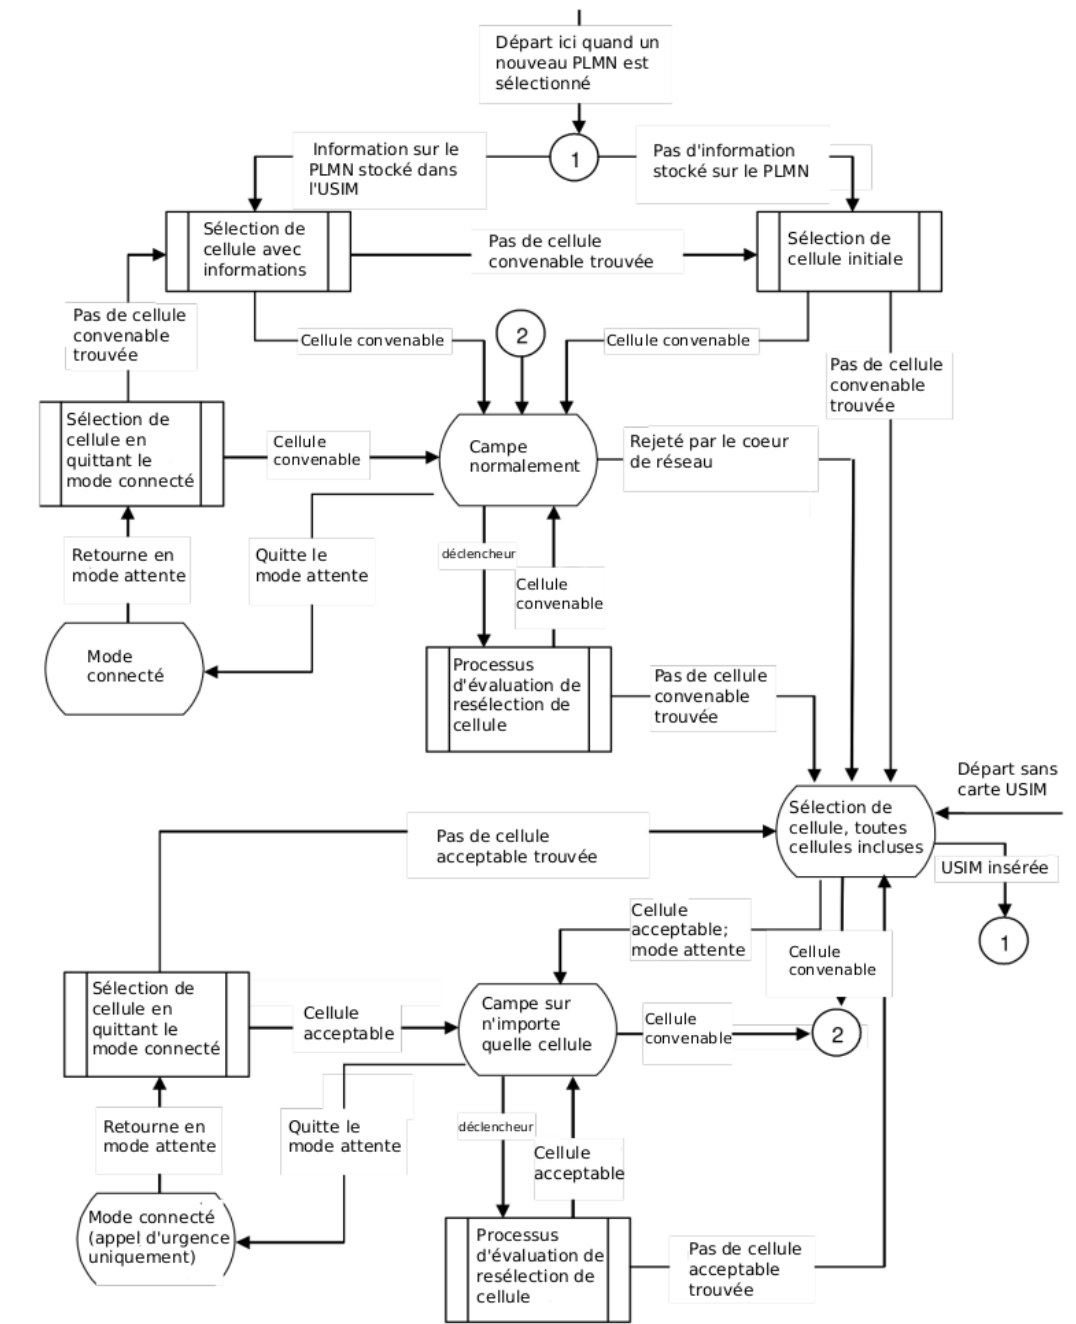 Départ ici quand un
nouveau PLMN est
sélectionné
1
Information sur le
PLMN stocké dans
l'USIM
Pas d'information
stocké sur le PLMN
Sélection de
cellule avec
informations
Pas de cellule
convenable trouvée
Sélection de
cellule initiale
Pas de cellule
convenable
trouvée
Cellule convenable
2
Cellule convenable
Pas de cellule
convenable
trouvée
Sélection de
cellule en
quittant le
mode connecté
Cellule
convenable
Campe
normalement
Rejeté par le coeur
de réseau
Retourne en
mode attente
Quitte le
mode attente
déclencheur
Cellule
convenable
Mode
connecté
Processus
d'évaluation de
resélection de
cellule
Pas de cellule
convenable
trouvée
Départ sans
carte USIM
Sélection de
cellule, toutes
cellules incluses
Pas de cellule
acceptable trouvée
USIM insérée
1
Cellule
acceptable;
mode attente
Cellule
convenable
Sélection de
cellule en
quittant le
mode connecté
Cellule
acceptable
Campe sur
n'importe
quelle cellule
Cellule
convenable
2
Retourne en
mode attente
Quitte le
mode attente
déclencheur
Cellule
acceptable
Mode connecté
(appel d'urgence
uniquement)
Processus
d'évaluation de
resélection de
cellule
Pas de cellule
acceptable
trouvée